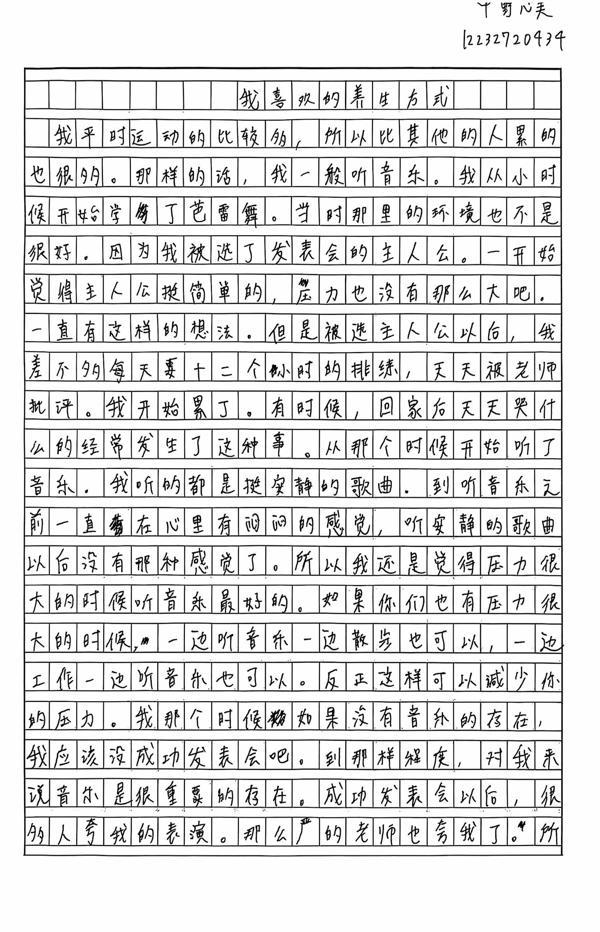 中野心美
12232720434
我喜欢的养生方式
我平时运动的比较多，所以比其他的人累的
也很多。那样的话，我一般听音乐。我从小时
候开始学了芭雷舞。当时那里的环境也不是
很好。因为我被选了发表会的主人公。一开始
觉得主人公挺简单的，压力也没有那么大吧。
一直有这样的想法。但是被选主人公以后，我
差不多每天要十二个小时的排练，天天被老师
批评。我开始累了。有时候，回家后天天哭什
么的经常发生了这种事。从那个时候开始听了
音乐。我听的都是挺安静的歌曲。到听音乐之
前一直在心里有闷闷的感觉，听安静的歌曲
以后没有那种感觉了。所以我还是觉得压力很
大的时候听音乐最好的。如果你们也有压力很
大的时候，一边听音乐一边散步也可以，一边
工作一边听音乐也可以。反正这样可以减少你
的压力。我那个时候如果没有音乐的存在，
我应该没成功发表会吧。到那样程度，对我来
说音乐是很重要的存在。成功发表会以后，很
多人夸我的表演。那么严的老师也夸我了。所